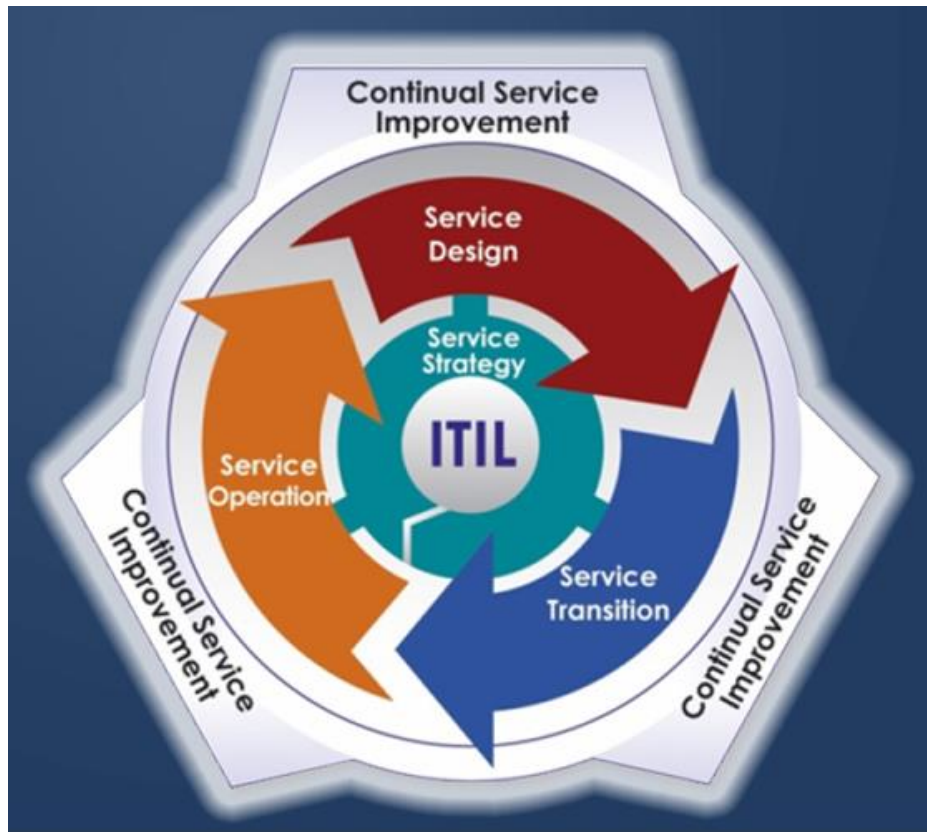 Continual Service
Improvement
Service
Design
Service
Strategy
ITIL
Service
Operation
Service
Transition
Continual Service
Improvement
Continual Service
Improvement